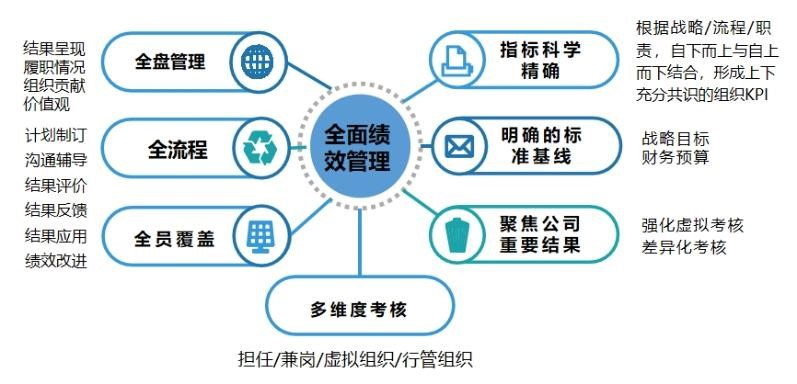 结果呈现
履职情况
组织贡献
价值观
全盘管理
计划制订
沟通辅导
结果评价
结果反馈
结果应用
绩效改进
全流程
全员覆盖
全面绩
效管理
指标科学
精确
根据战略/流程/职
责，自下而上与自上
而下结合，形成上下
充分共识的组织KPI
明确的标
准基线
战略目标
财务预算
聚焦公司
重要结果
强化虚拟考核
差异化考核
多维度考核
担任/兼岗/虚拟组织/行管组织